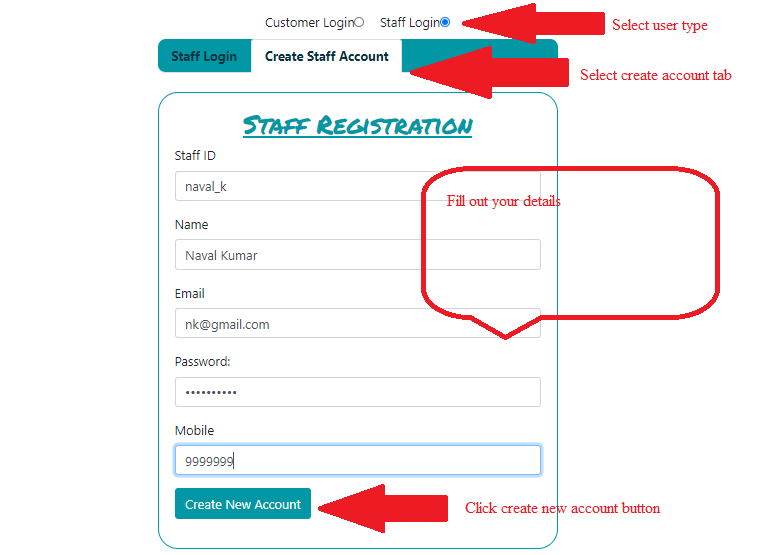 Customer Login Staff Login Select user type
Staff Login Create Staff Account
Select create account tab
Staff Registration
Staff ID
naval_k
Fill out your details
Name
Naval Kumar
Email
nk@gmail.com
Password:
••••••••••
Mobile
9999999
Create New Account Click create new account button